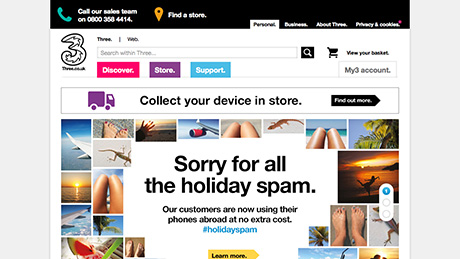 Call our sales team
on 0800 358 4414.
Find a store.
Personal.
Business.
About Three.
Privacy & cookies.
3
Three.co.uk
Three. | Web.
Search within Three...
View your basket.
Discover.
Store.
Support.
My3 account.
Collect your device in store.
Find out more.
Sorry for all
the holiday spam.
Our customers are now using their
phones abroad at no extra cost.
#holidayspam
Learn more.
1